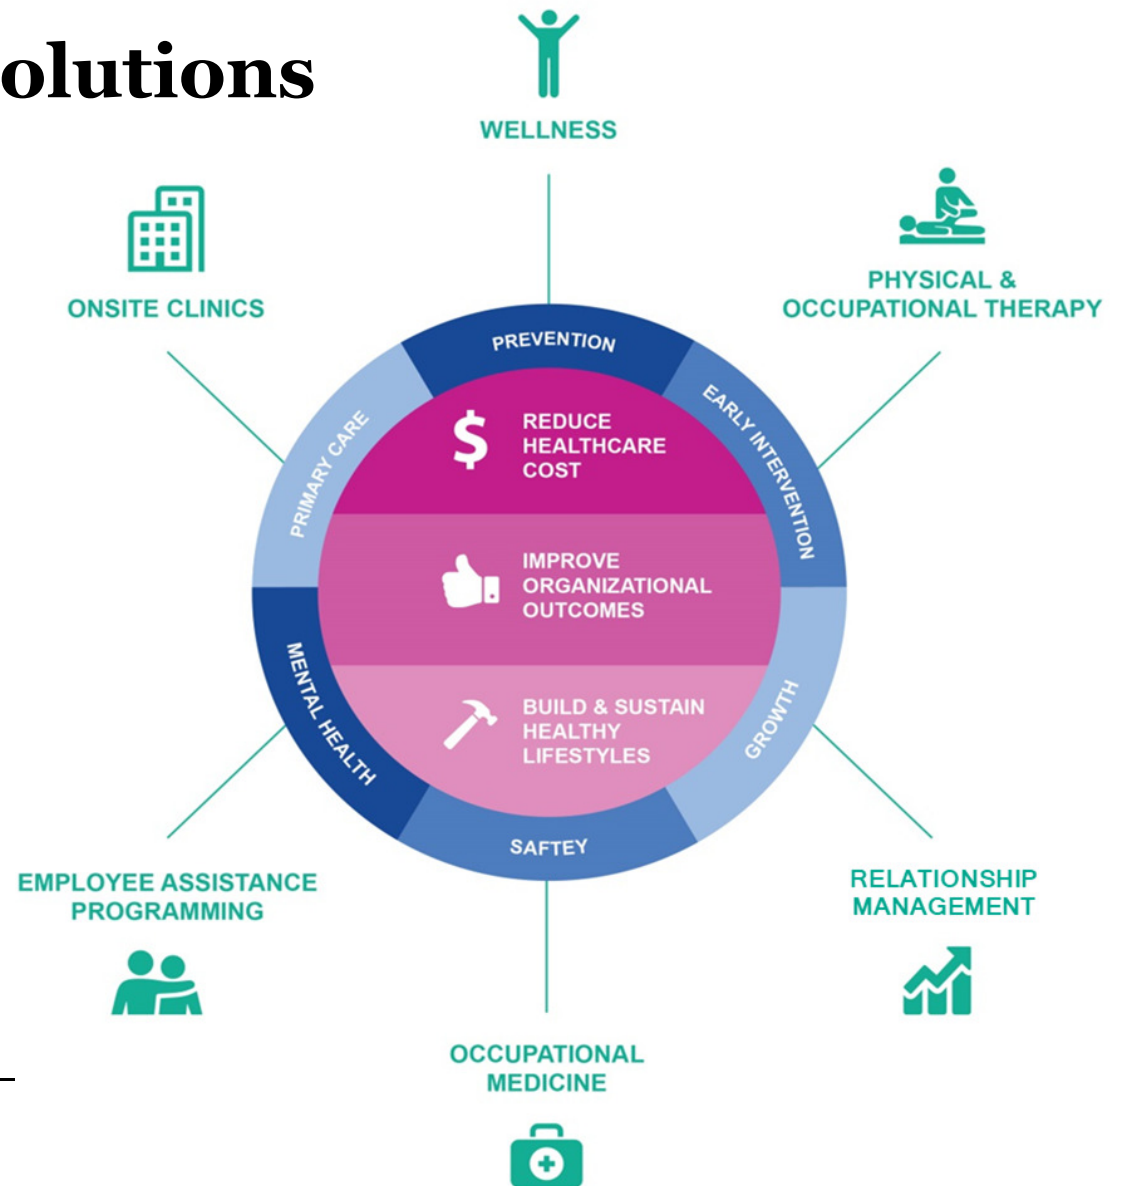 olutions
WELLNESS
ONSITE CLINICS
PHYSICAL &
OCCUPATIONAL THERAPY
PREVENTION
EARLY INTERVENTION
PRIMARY CARE
$ REDUCE
HEALTHCARE
COST
IMPROVE
ORGANIZATIONAL
OUTCOMES
BUILD & SUSTAIN
HEALTHY
LIFESTYLES
MENTAL HEALTH
GROWTH
SAFTEY
EMPLOYEE ASSISTANCE
PROGRAMMING
RELATIONSHIP
MANAGEMENT
OCCUPATIONAL
MEDICINE